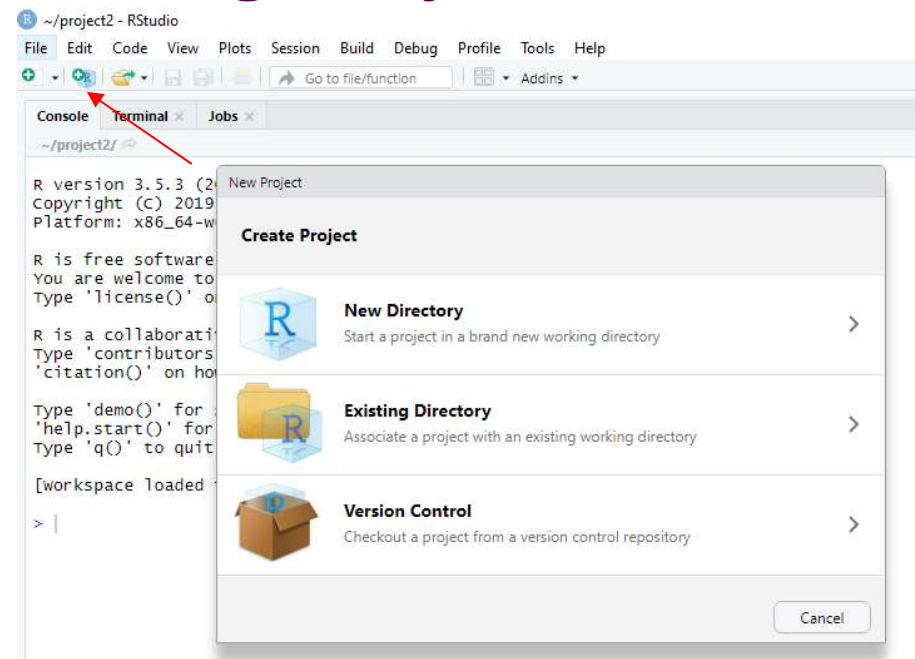 ~/project2 - RStudio
File Edit Code View Plots Session Build Debug Profile Tools Help
Go to file/function Addins
Console Terminal Jobs
~/project2/
R version 3.5.3 (2
Copyright (C) 2019
Platform: x86_64-w
R is free software
You are welcome to
Type 'license()' o
R is a collaborati
Type 'contributors
'citation()' on ho
Type 'demo()' for
'help.start()' for
Type 'q()' to quit
[workspace loaded
>
New Project
Create Project
New Directory
Start a project in a brand new working directory
Existing Directory
Associate a project with an existing working directory
Version Control
Checkout a project from a version control repository
Cancel